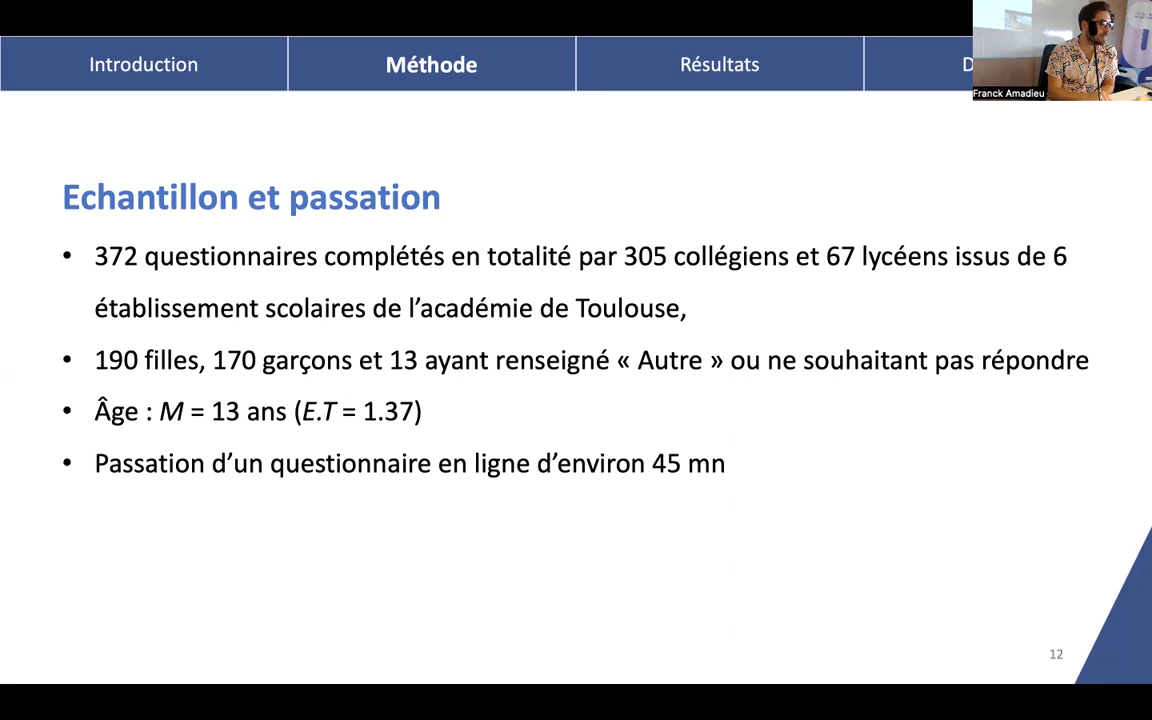 Introduction
Méthode
Résultats
D
Franck Amadieu
Echantillon et passation
• 372 questionnaires complétés en totalité par 305 collégiens et 67 lycéens issus de 6
établissement scolaires de l’académie de Toulouse,
• 190 filles, 170 garçons et 13 ayant renseigné « Autre » ou ne souhaitant pas répondre
• Âge : M = 13 ans (E.T = 1.37)
• Passation d’un questionnaire en ligne d’environ 45 mn
12